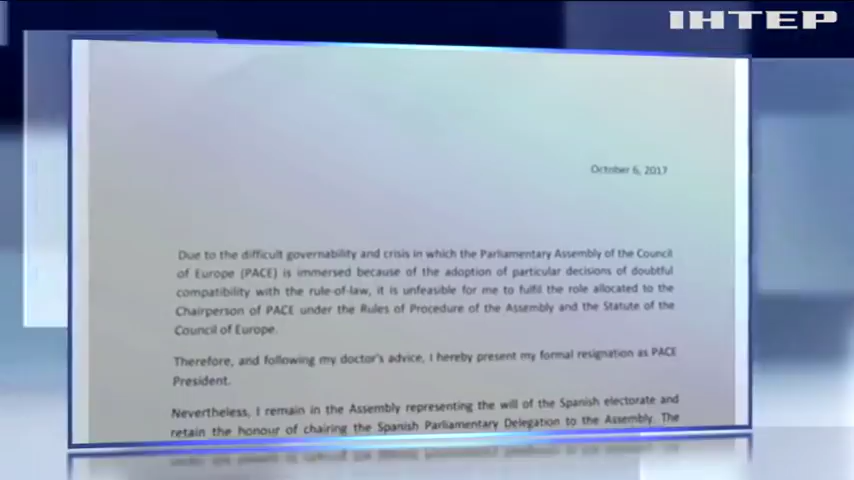 ІНТЕР
October 6, 2017
Due to the difficult governability and crisis in which the Parliamentary Assembly of the Council
of Europe (PACE) is immersed because of the adoption of particular decisions of doubtful
compatibility with the rule-of-law, it is unfeasible for me to fulfil the role allocated to the
Chairperson of PACE under the Rules of Procedure of the Assembly and the Statute of the
Council of Europe.
Therefore, and following my doctor's advice, I hereby present my formal resignation as PACE
President.
Nevertheless, I remain in the Assembly representing the will of the Spanish electorate and
retain the honour of chairing the Spanish Parliamentary Delegation to the Assembly. The